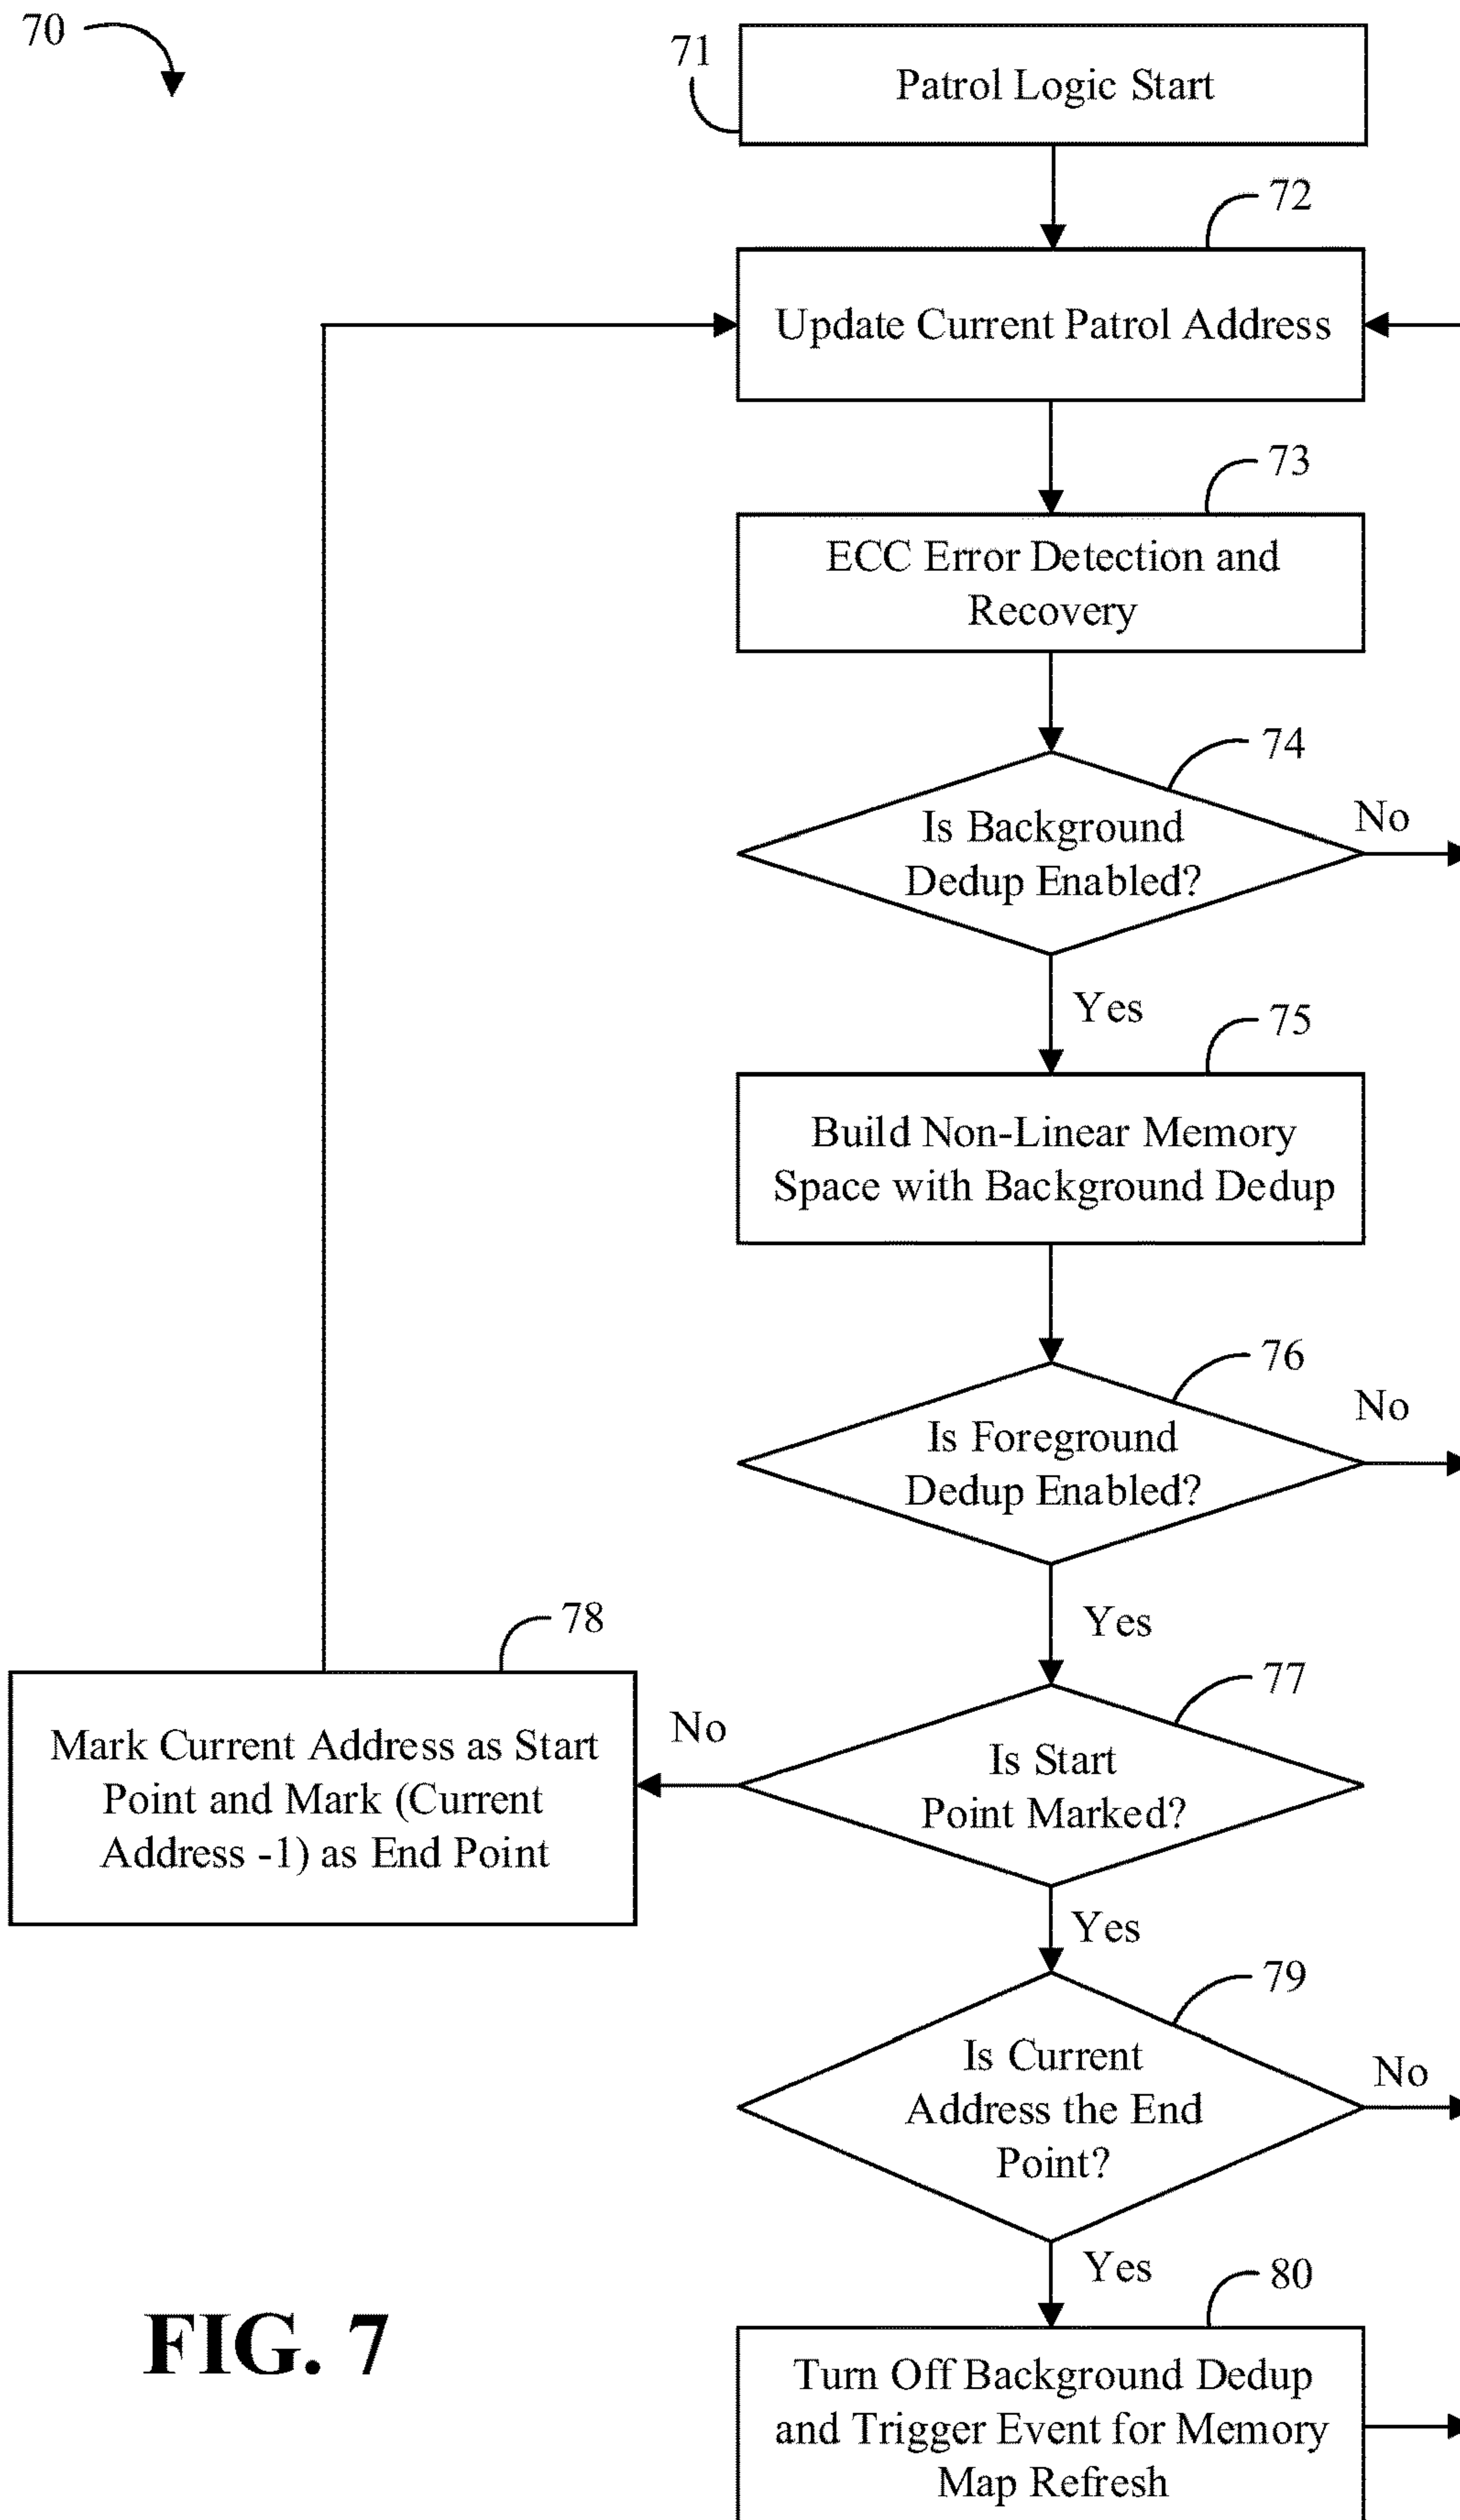 70
71
Patrol Logic Start
72
Update Current Patrol Address
73
ECC Error Detection and
Recovery
74
Is Background
Dedup Enabled?
No
Yes
75
Build Non-Linear Memory
Space with Background Dedup
76
Is Foreground
Dedup Enabled?
No
Yes
77
Is Start
Point Marked?
No
78
Mark Current Address as Start
Point and Mark (Current
Address -1) as End Point
Yes
79
Is Current
Address the End
Point?
No
Yes
80
Turn Off Background Dedup
and Trigger Event for Memory
Map Refresh
FIG. 7